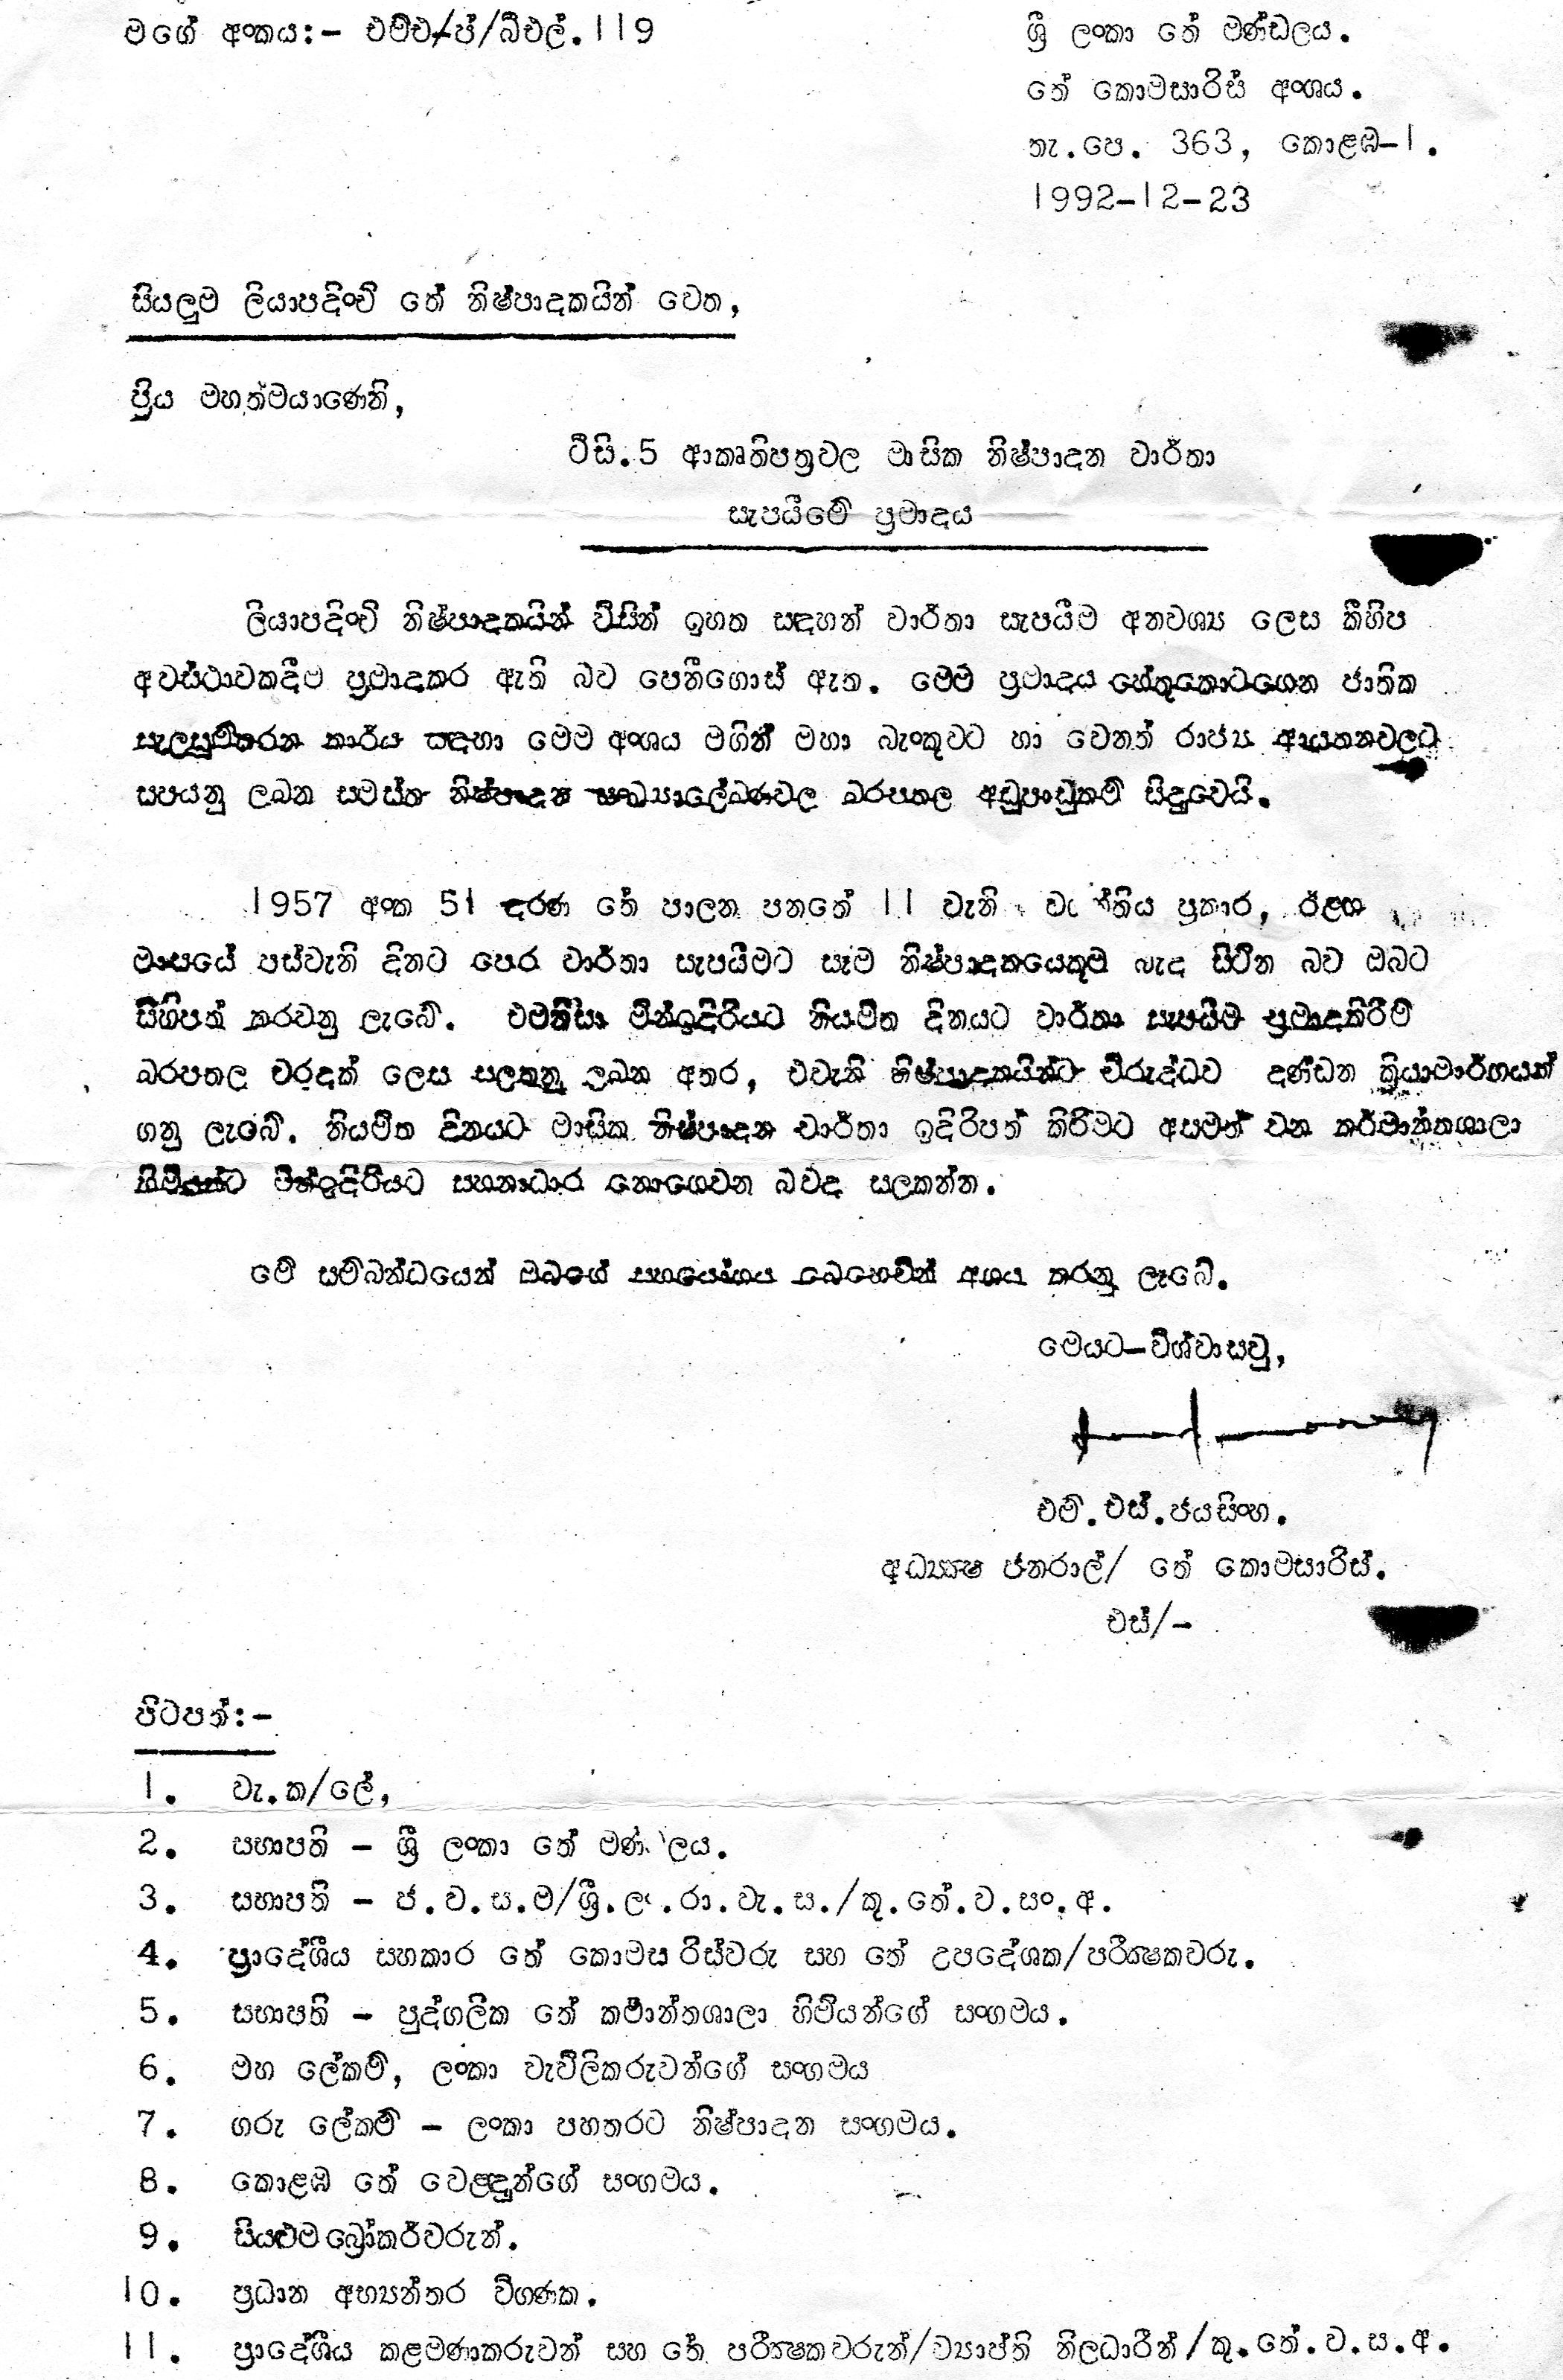 මගේ අංකය:- එම්එ/ප්/බීඑල්.119
ශ්‍රී ලංකා තේ මණ්ඩලය.
තේ කොමසාරිස් අංශය.
තැ.පෙ. 363, කොළඹ-1.
1992-12-23
සියලුම ලියාපදිංචි තේ නිෂ්පාදකයින් වෙත,
ප්‍රිය මහත්මයාණෙනි,
ටීසි.5 ආකෘතිපත්‍රවල මාසික නිෂ්පාදන වාර්තා
සැපයීමේ ප්‍රමාදය
ලියාපදිංචි නිෂ්පාදකයින් විසින් ඉහත සඳහන් වාර්තා සැපයීම අනවශ්‍ය ලෙස කීහිප
අවස්ථාවකදීම ප්‍රමාදකර ඇති බව පෙනීගොස් ඇත. මෙම ප්‍රමාදය හේතුකොටගෙන ජාතික
සැලසුම්කරන කාර්ය සඳහා මෙම අංශය මගින් මහා බැංකුවට හා වෙනත් රාජ්‍ය ආයතනවලට
සපයනු ලබන සමස්ත නිෂ්පාදන සංඛ්‍යාලේඛණවල බරපතල අඩුපාඩුකම් සිදුවෙයි.
1957 අංක 51 දරණ තේ පාලන පනතේ 11 වැනි වගන්තිය ප්‍රකාර, ඊළඟ
මාසයේ පස්වැනි දිනට පෙර වාර්තා සැපයීමට සෑම නිෂ්පාදකයෙකුම බැඳ සිටින බව ඔබට
සිහිපත් කරවනු ලැබේ. එමනිසා මින්ඉදිරියට නියමිත දිනයට වාර්තා සැපයීම ප්‍රමාදකිරීම්
බරපතල වරදක් ලෙස සලකනු ලබන අතර, එවැනි නිෂ්පාදකයින්ට විරුද්ධව දණ්ඩන ක්‍රියාමාර්ගයක්
ගනු ලැබේ. නියමිත දිනයට මාසික නිෂ්පාදන වාර්තා ඉදිරිපත් කිරීමට අසමත් වන කර්මාන්තශාලා
හිමියන්ට මින්ඉදිරියට සහනාධාර නොගෙවන බවද සලකන්න.
මේ සම්බන්ධයෙන් ඔබගේ සහයෝගය බෙහෙවින් අගය කරනු ලැබේ.
මෙයට-විශ්වාසවූ,
එම්.එස්.ජයසිංහ.
අධ්‍යක්ෂ ජනරාල්/ තේ කොමසාරිස්.
එස්/-
පිටපත්:-
1. වැ.ක/ලේ,
2. සභාපති - ශ්‍රී ලංකා තේ මණ්ඩලය.
3. සභාපති - ජ.ව.ස.ම/ශ්‍රී.ලං.රා.වැ.ස./කු.තේ.ව.සං.අ.
4. ප්‍රාදේශීය සහකාර තේ කොමසාරිස්වරු සහ තේ උපදේශක/පරීක්ෂකවරු.
5. සභාපති - පුද්ගලික තේ කර්මාන්තශාලා හිමියන්ගේ සංගමය.
6. මහ ලේකම්, ලංකා වැවිලිකරුවන්ගේ සංගමය
7. ගරු ලේකම් - ලංකා පහතරට නිෂ්පාදන සංගමය.
8. කොළඹ තේ වෙළඳුන්ගේ සංගමය.
9. සියළුම බ්‍රෝකර්වරුන්.
10. ප්‍රධාන අභ්‍යන්තර විගණක.
11. ප්‍රාදේශීය කළමණාකරුවන් සහ තේ පරීක්ෂකවරුන්/ව්‍යාප්ති නිලධාරීන්/කු.තේ.ව.ස.අ.